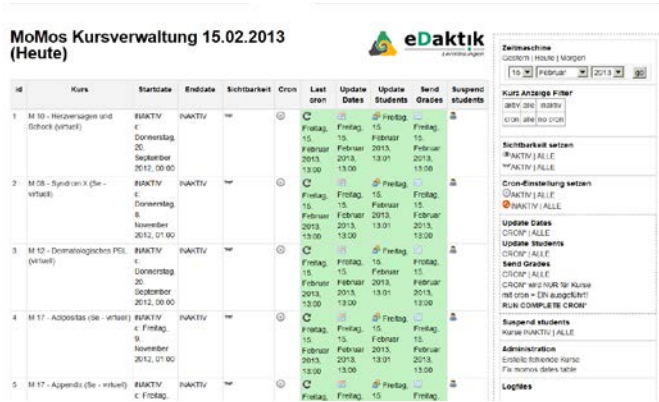 MoMos Kursverwaltung 15.02.2013
(Heute)
eDaktik
id Kurs Startdate Enddate Sichtbarkeit Cron Last cron Update Dates Update Students Send Grades Suspend students
1 M 10 - Herzversagen und Schock (virtuell) INAKTIV c: Donnerstag, 20. September 2012, 00:00 INAKTIV Freitag, 15. Februar 2013, 13:00 Freitag, 15. Februar 2013, 13:00 Freitag, 15. Februar 2013, 13:01 Freitag, 15. Februar 2013, 13:00
2 M 08 - Syndrom X (Se - virtuell) INAKTIV c: Donnerstag, 8. November 2012, 01:00 INAKTIV Freitag, 15. Februar 2013, 13:00 Freitag, 15. Februar 2013, 13:00 Freitag, 15. Februar 2013, 13:01 Freitag, 15. Februar 2013, 13:00
3 M 12 - Dermatologisches PBL (virtuell) INAKTIV c: Donnerstag, 20. September 2012, 00:00 INAKTIV Freitag, 15. Februar 2013, 13:00 Freitag, 15. Februar 2013, 13:00 Freitag, 15. Februar 2013, 13:01 Freitag, 15. Februar 2013, 13:00
4 M 17 - Adipositas (Se - virtuell) INAKTIV c: Freitag, 9. November 2012, 01:00 INAKTIV Freitag, 15. Februar 2013, 13:00 Freitag, 15. Februar 2013, 13:00 Freitag, 15. Februar 2013, 13:01 Freitag, 15. Februar 2013, 13:00
5 M 17 - Appendix (Se - virtuell) INAKTIV c: Freitag, INAKTIV Freitag, Freitag, Freitag, 15. Freitag,
Zeitmaschine
Gestern | Heute | Morgen
15 Februar 2013 go
Kurs Anzeige Filter
aktiv alle inaktiv
cron alle no cron
Sichtbarkeit setzen
AKTIV | ALLE
AKTIV | ALLE
Cron-Einstellung setzen
AKTIV | ALLE
INAKTIV | ALLE
Update Dates
CRON* | ALLE
Update Students
CRON* | ALLE
Send Grades
CRON* | ALLE
CRON* wird NUR für Kurse
mit cron = EIN ausgeführt!
RUN COMPLETE CRON*
Suspend students
Kurse INAKTIV | ALLE
Administration
Erstelle fehlende Kurse
Fix momos dates table
Logfiles